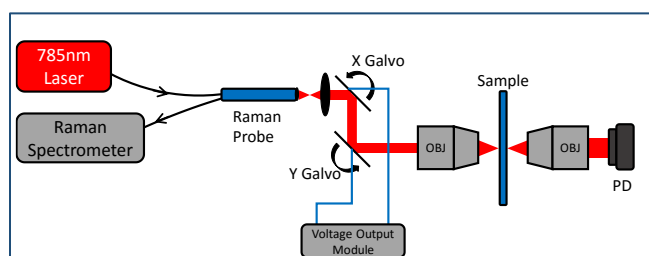 785nm
Laser
Raman
Spectrometer
Raman
Probe
X Galvo
Y Galvo
Voltage Output
Module
OBJ
Sample
OBJ
PD